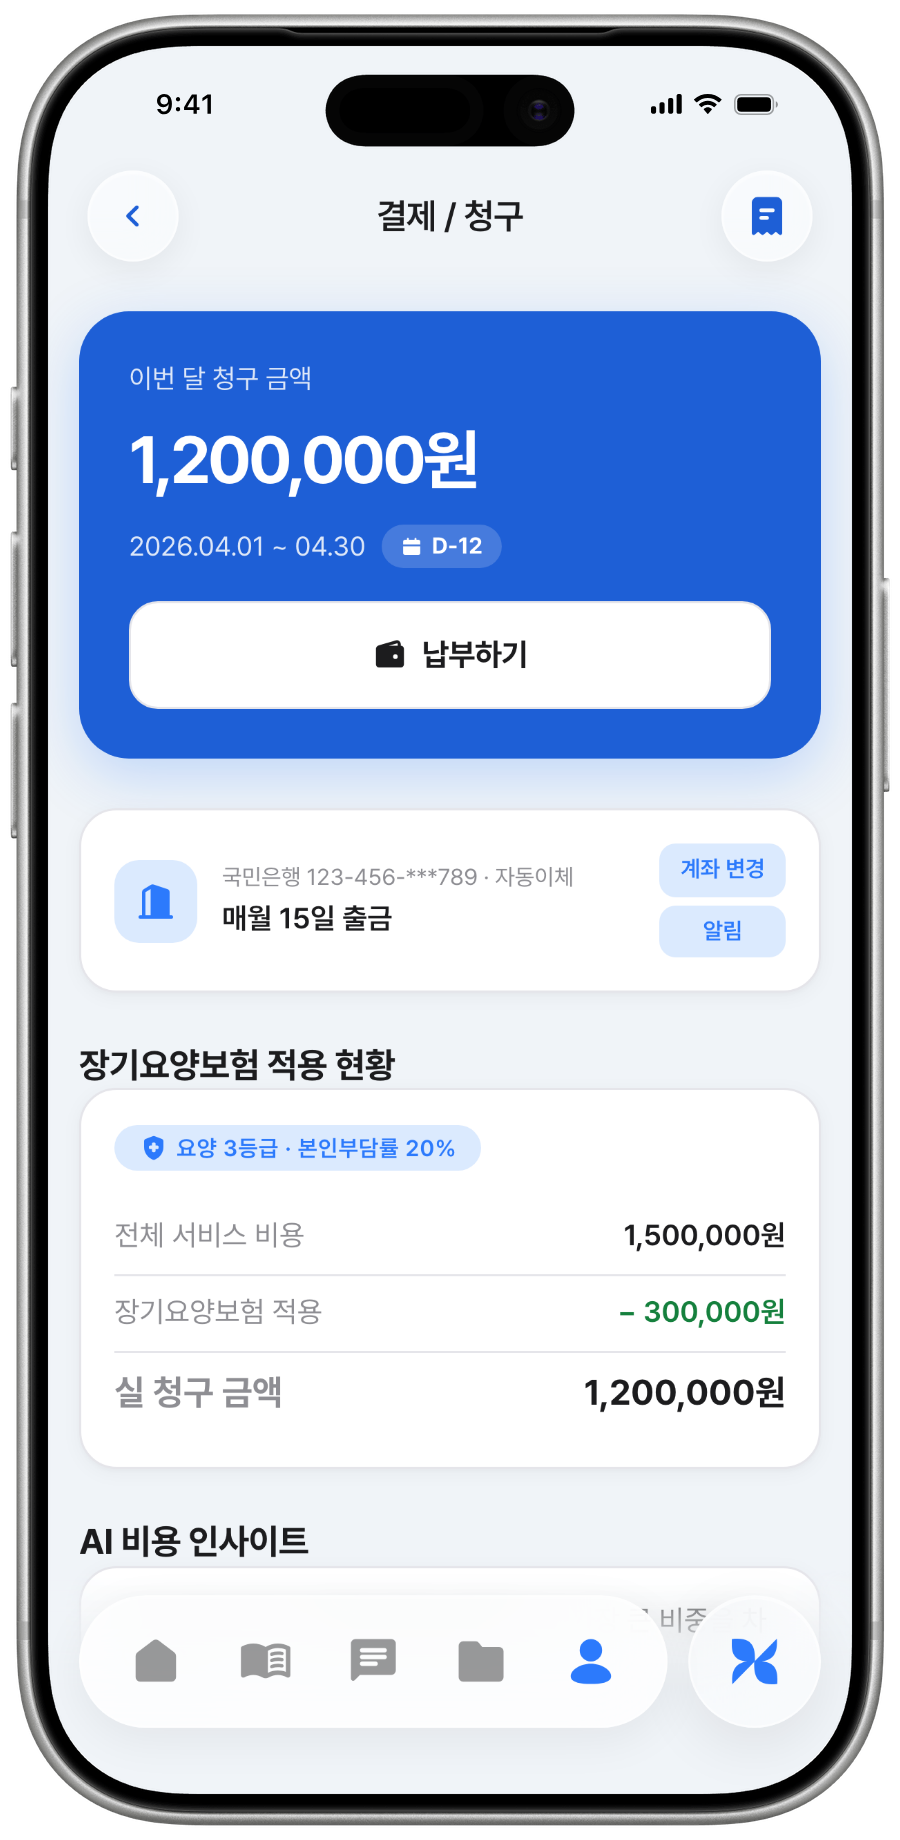 9:41
결제 / 청구
이번 달 청구 금액
1,200,000원
2026.04.01 ~ 04.30 D-12
납부하기
국민은행 123-456-***789 · 자동이체
매월 15일 출금
계좌 변경
알림
장기요양보험 적용 현황
요양 3등급 · 본인부담률 20%
전체 서비스 비용 1,500,000원
장기요양보험 적용 – 300,000원
실 청구 금액 1,200,000원
AI 비용 인사이트
비중